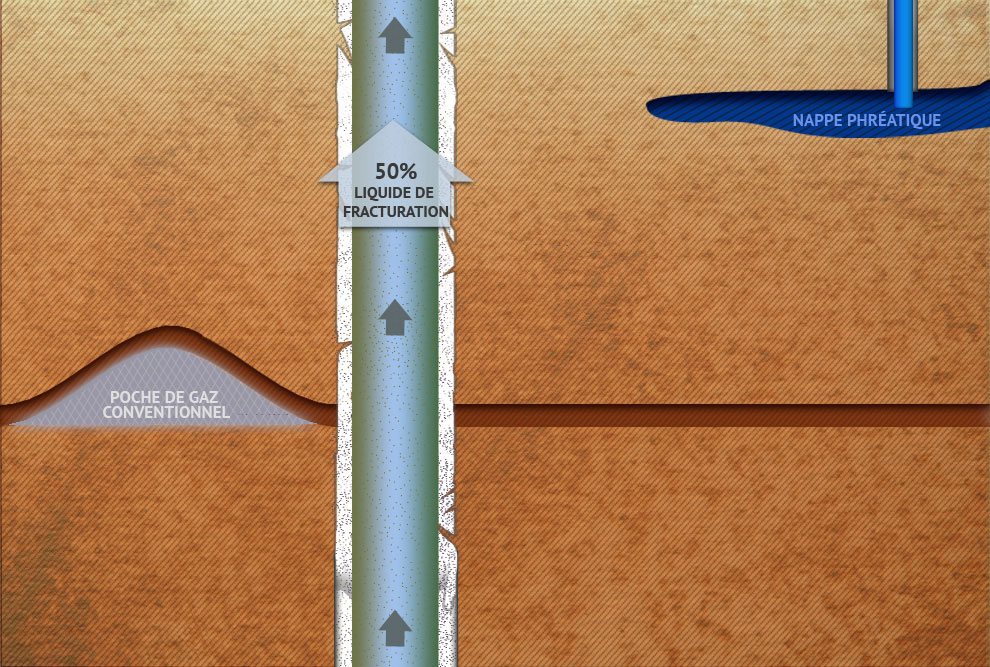 NAPPE PHRÉATIQUE
50%
LIQUIDE DE
FRACTURATION
POCHE DE GAZ
CONVENTIONNEL